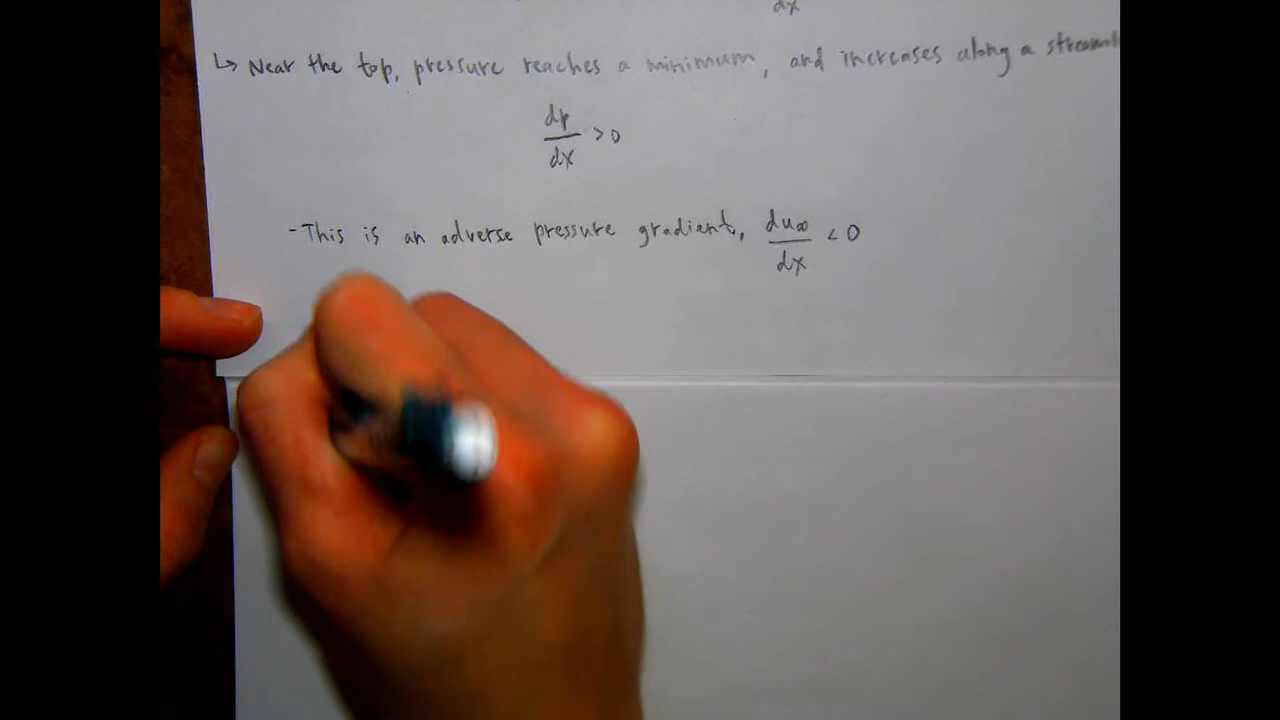 dx
↳ Near the top, pressure reaches a minimum, and increases along a
dp
dx
>0
- This is an adverse pressure gradient, du∞/dx < 0